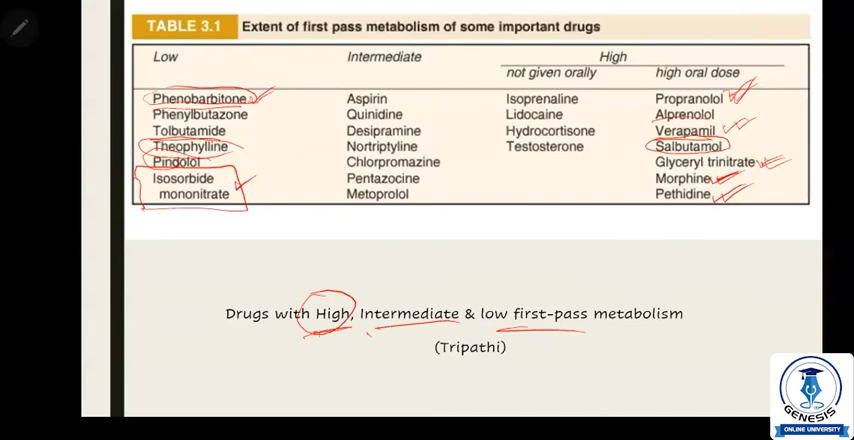 TABLE 3.1 Extent of first pass metabolism of some important drugs
Low Intermediate High
not given orally high oral dose
Phenobarbitone Aspirin Isoprenaline Propranolol
Phenylbutazone Quinidine Lidocaine Alprenolol
Tolbutamide Desipramine Hydrocortisone Verapamil
Theophylline Nortriptyline Testosterone Salbutamol
Pindolol Chlorpromazine Glyceryl trinitrate
Isosorbide Pentazocine Morphine
mononitrate Metoprolol Pethidine
Drugs with High, Intermediate & low first-pass metabolism
(Tripathi)
GENESIS
ONLINE UNIVERSITY